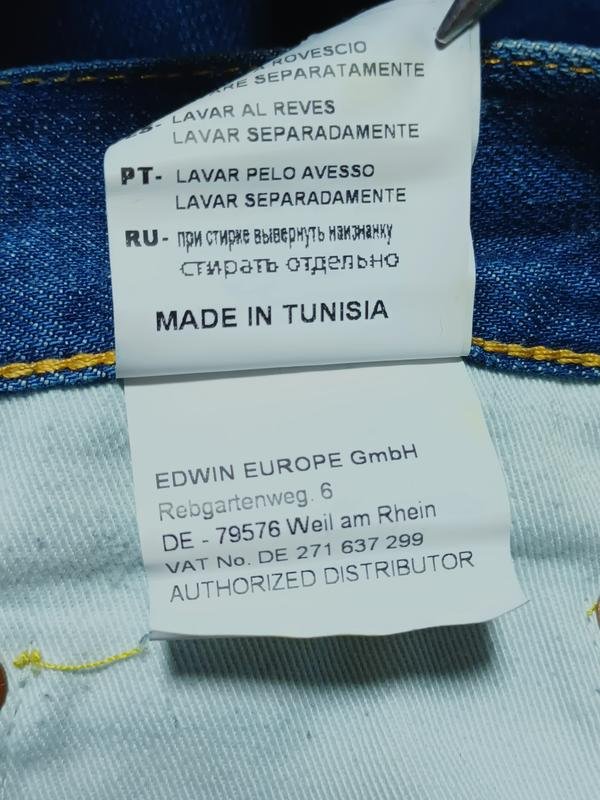 ROVESCIO
SEPARATAMENTE
LAVAR AL REVES
LAVAR SEPARADAMENTE
PT- LAVAR PELO AVESSO
LAVAR SEPARADAMENTE
RU- при стирке вывернуть наизнанку
стирать отдельно
MADE IN TUNISIA
EDWIN EUROPE GmbH
Rebgartenweg. 6
DE - 79576 Weil am Rhein
VAT No. DE 271 637 299
AUTHORIZED DISTRIBUTOR